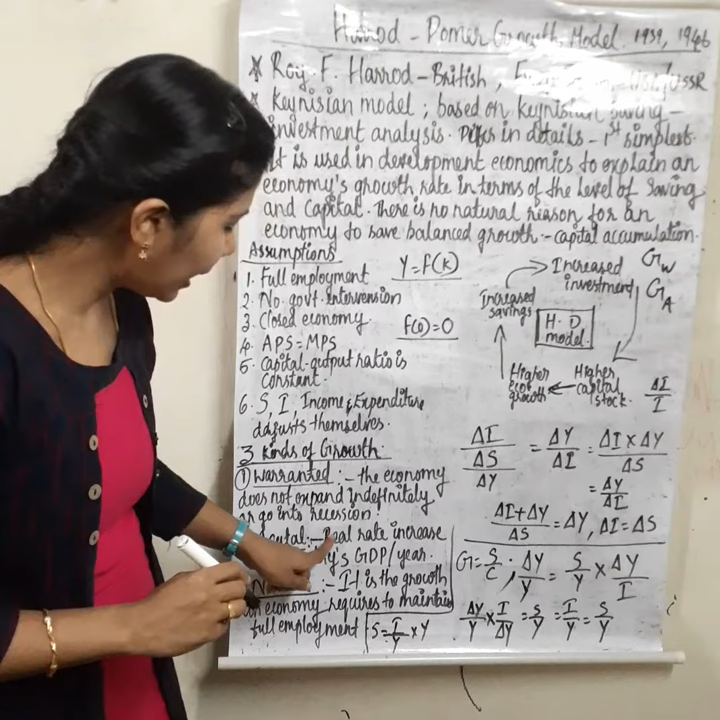 Harrod - Domer Growth Model. 1939, 1946
* Roy. F. Harrod - British, USSR
* Keynisian model; based on Keynisian Saving -
investment analysis. in details - 1st simplest.
It is used in development economics to explain an
economy's growth rate in terms of the Level of Saving
and Capital. There is no natural reason for an
economy to save balanced growth - capital accumulation.
Assumptions
1. Full employment
2. No. govt. intervension
3. Closed economy.
4. APS = MPS
5. Capital-output ratio is
constant.
6. S, I, Income & Expenditure
adjusts themselves.
Y = f(K)
f(0) = 0
Increased savings
Increased investment
Higher capital stock.
Higher growth
H.D model.
Gw
GA
ΔI/I
3 Kinds of Growth.
① Warranted :- the economy
does not expand indefinitely
or go into recession.
:- Real rate increase
y's GDP/year.
:- It is the growth
an economy requires to maintain
full employment
S = I/Y × Y
ΔI/(ΔS/ΔY) = ΔY/ΔI = (ΔI × ΔY)/ΔS
= ΔY/ΔI
(ΔI + ΔY)/ΔS = ΔY, ΔI = ΔS
G = S/C, ΔY/Y = S/Y × ΔY/I
ΔY/Y × I/ΔY = S/Y = I/Y = S/Y